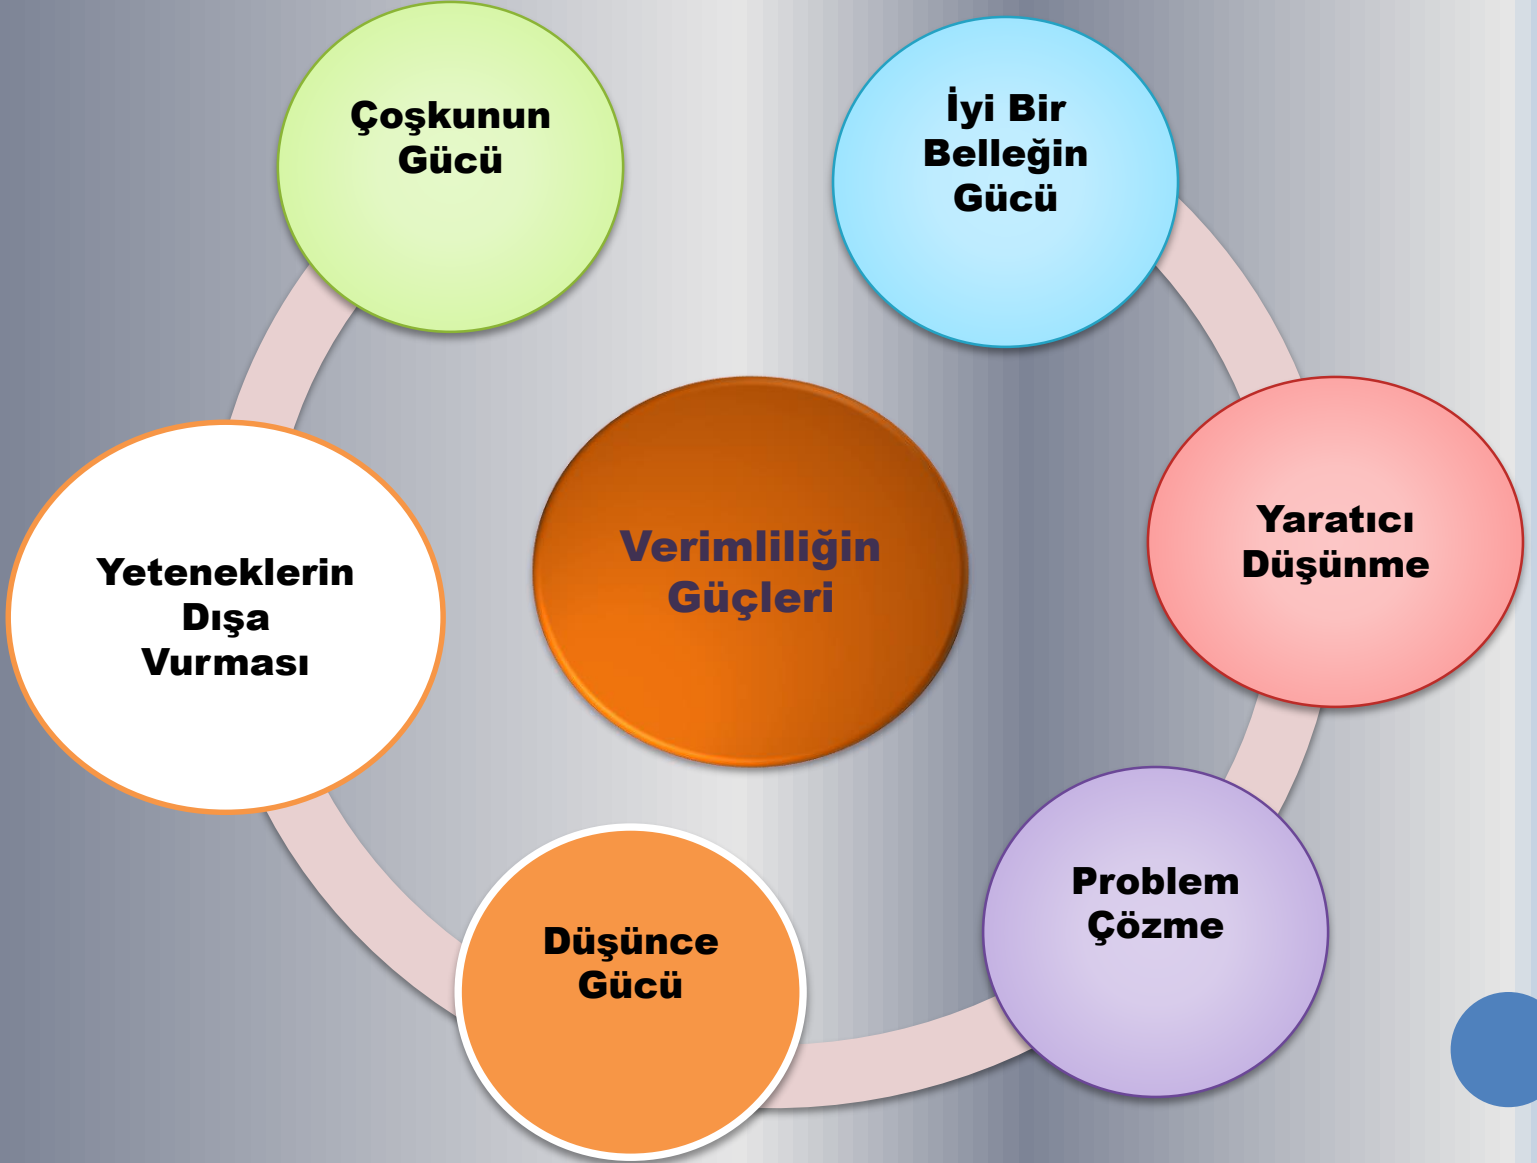 Çoşkunun
Gücü
İyi Bir
Belleğin
Gücü
Yaratıcı
Düşünme
Verimliliğin
Güçleri
Yeteneklerin
Dışa
Vurması
Problem
Çözme
Düşünce
Gücü